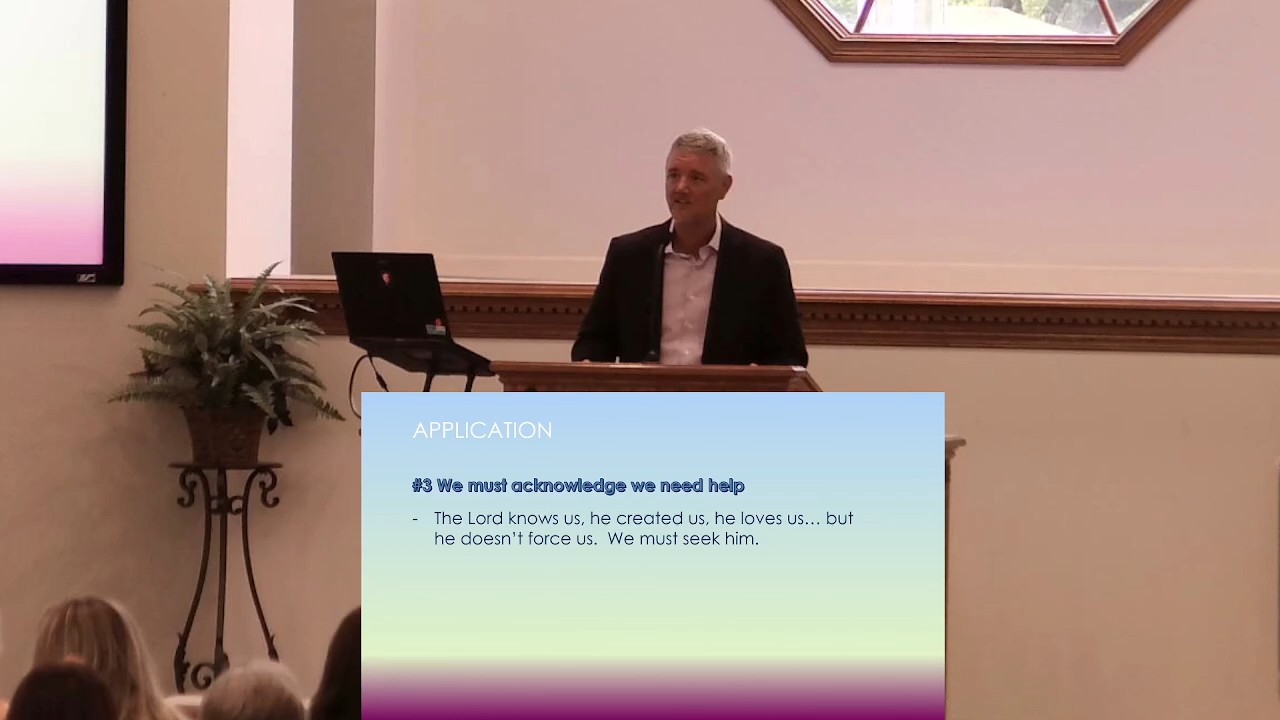 APPLICATION
#3 We must acknowledge we need help
- The Lord knows us, he created us, he loves us... but
he doesn't force us.  We must seek him.